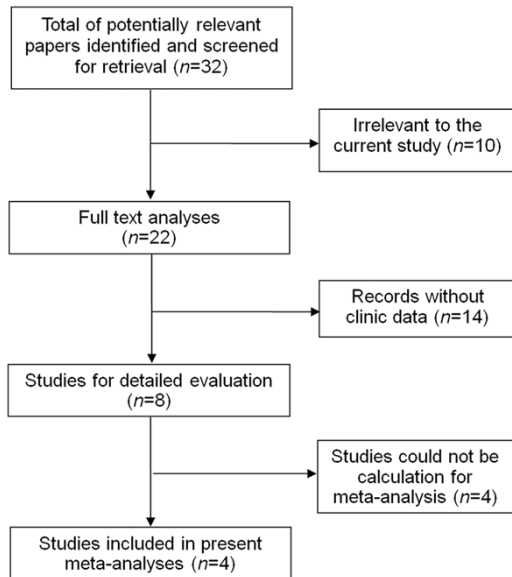 Total of potentially relevant
papers identified and screened
for retrieval (n=32)
Irrelevant to the
current study (n=10)
Full text analyses
(n=22)
Records without
clinic data (n=14)
Studies for detailed evaluation
(n=8)
Studies could not be
calculation for
meta-analysis (n=4)
Studies included in present
meta-analyses (n=4)